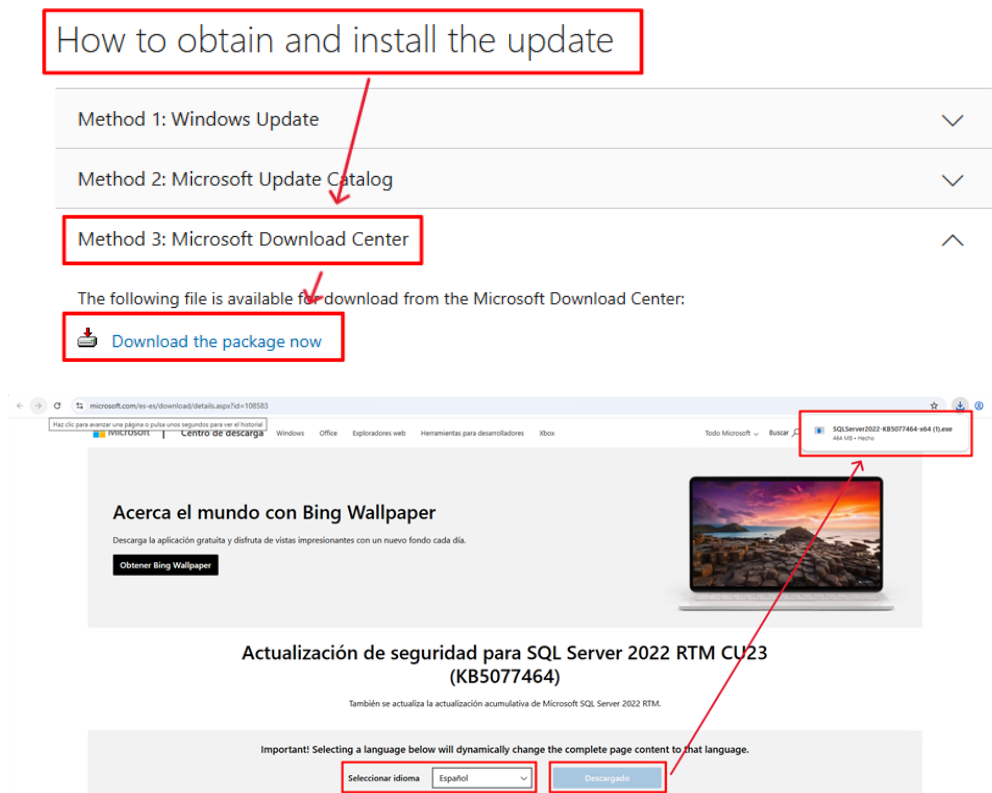 How to obtain and install the update
Method 1: Windows Update
Method 2: Microsoft Update Catalog
Method 3: Microsoft Download Center
The following file is available for download from the Microsoft Download Center:
Download the package now
microsoft.com/es-es/download/details.aspx?id=108583
Haz clic para avanzar una página o pulsa unos segundos para ver el historial
Microsoft | Centro de descarga Windows Office Exploradores web Herramientas para desarrolladores Xbox Todo Microsoft Buscar
SQLServer2022-KB5077464-x64 (1).exe
464 MB • Hecho
Acerca el mundo con Bing Wallpaper
Descarga la aplicación gratuita y disfruta de vistas impresionantes con un nuevo fondo cada día.
Obtener Bing Wallpaper
Actualización de seguridad para SQL Server 2022 RTM CU23
(KB5077464)
También se actualiza la actualización acumulativa de Microsoft SQL Server 2022 RTM.
Important! Selecting a language below will dynamically change the complete page content to that language.
Seleccionar idioma Español Descargado